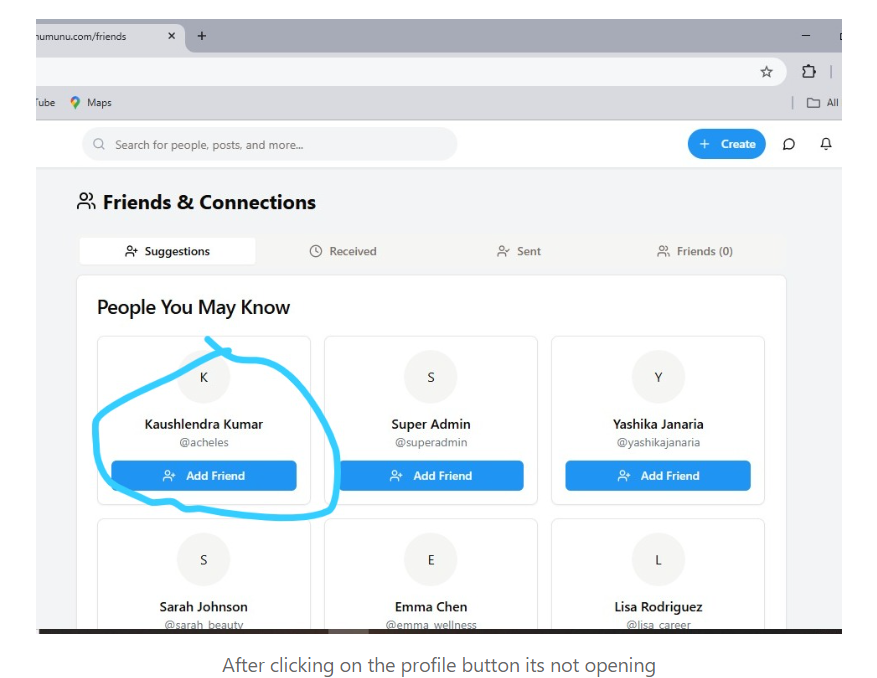 numunu.com/friends
Tube Maps All
Search for people, posts, and more... Create
Friends & Connections
Suggestions Received Sent Friends (0)
People You May Know
K S Y
Kaushlendra Kumar Super Admin Yashika Janaria
@acheles @superadmin @yashikajanaria
Add Friend Add Friend Add Friend
S E L
Sarah Johnson Emma Chen Lisa Rodriguez
@sarah_beauty @emma_wellness @lisa_career
After clicking on the profile button its not opening